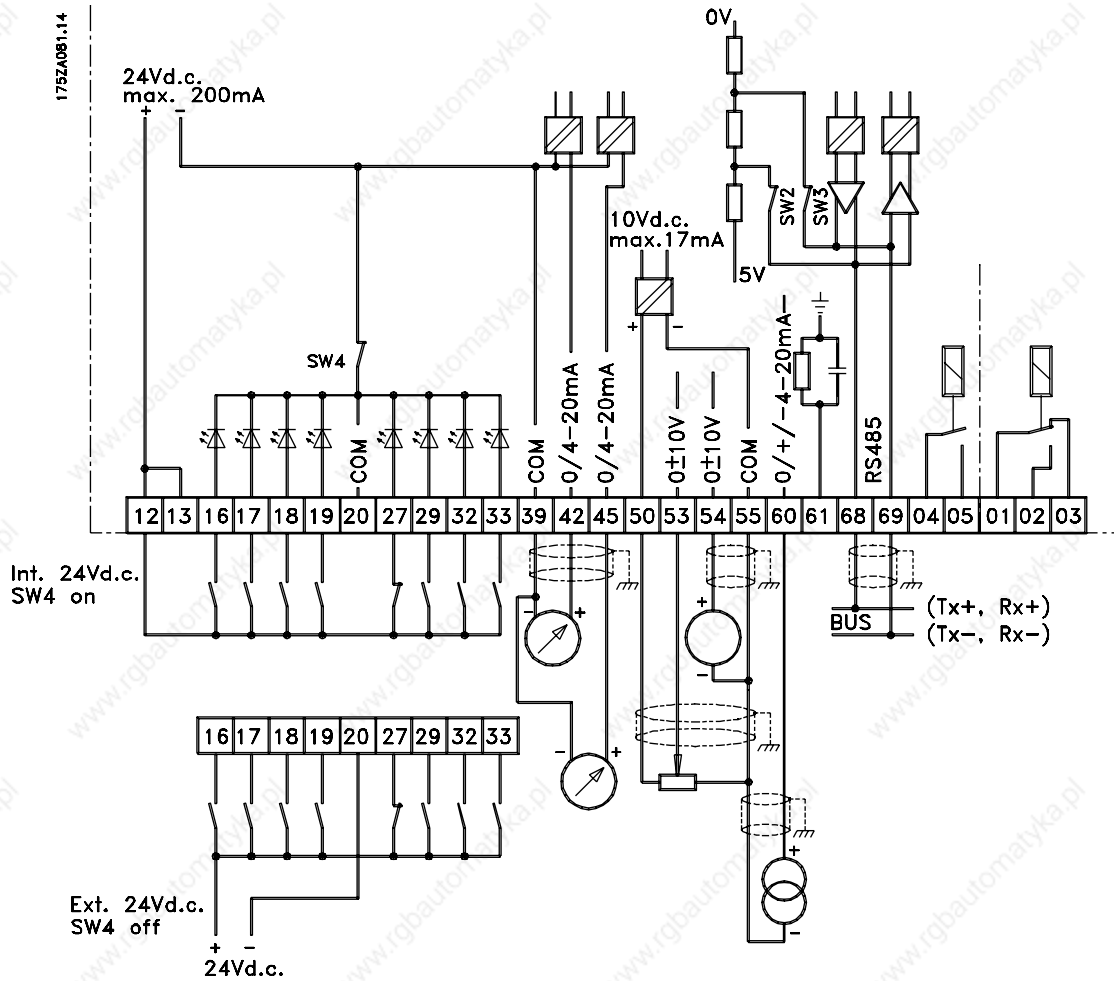 175ZA081.14
24Vd.c.
max. 200mA
+ −
0V
SW2
SW3
5V
10Vd.c.
max.17mA
+ −
SW4
COM
COM
0/4−20mA
0/4−20mA
0±10V
0±10V
COM
0/+/−4−20mA−
RS485
12 13 16 17 18 19 20 27 29 32 33 39 42 45 50 53 54 55 60 61 68 69 04 05 01 02 03
Int. 24Vd.c.
SW4 on
− +
+
−
BUS
(Tx+, Rx+)
(Tx−, Rx−)
16 17 18 19 20 27 29 32 33
− +
+
−
Ext. 24Vd.c.
SW4 off
+ −
24Vd.c.
www.rgbautomatyka.pl